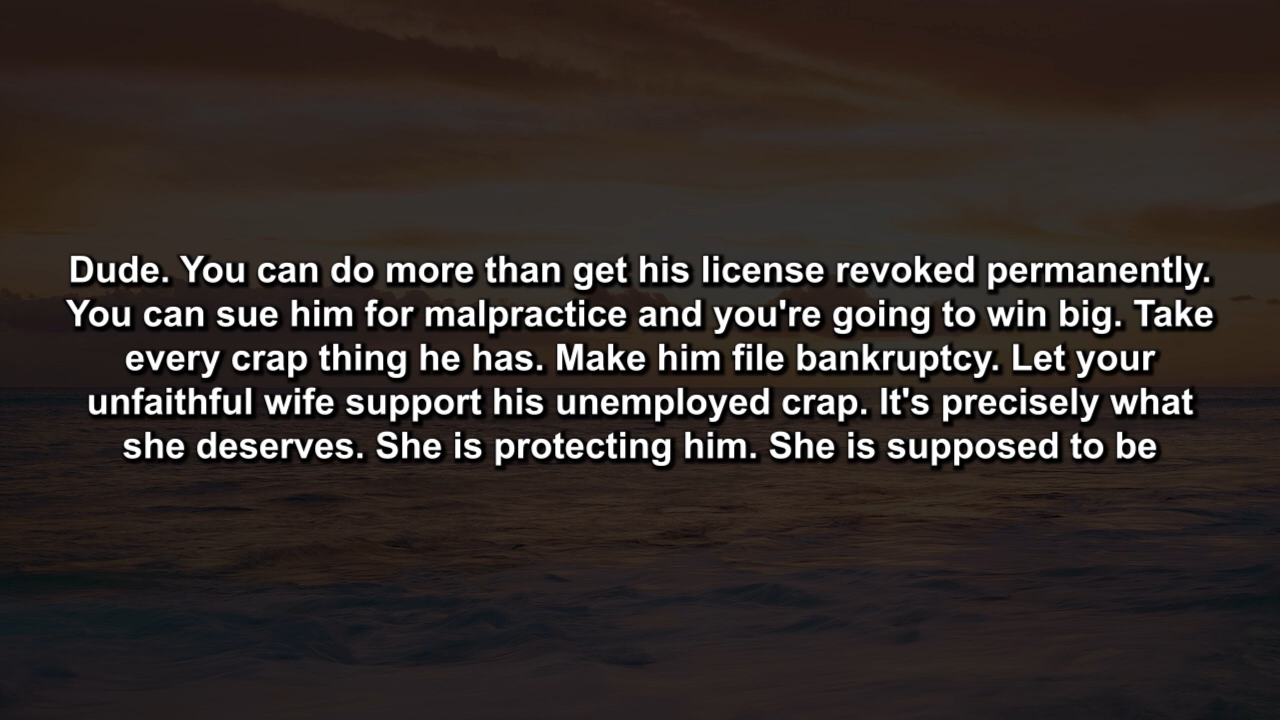 Dude. You can do more than get his license revoked permanently.
You can sue him for malpractice and you're going to win big. Take
every crap thing he has. Make him file bankruptcy. Let your
unfaithful wife support his unemployed crap. It's precisely what
she deserves. She is protecting him. She is supposed to be